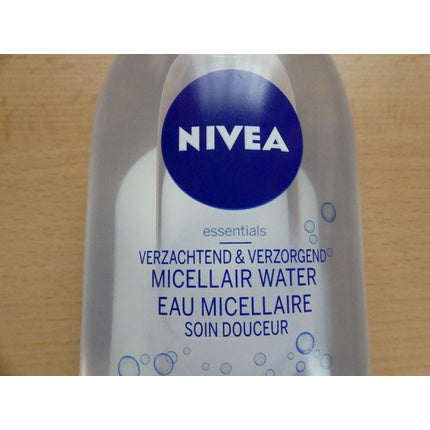 NIVEA
essentials
VERZACHTEND & VERZORGEND
MICELLAIR WATER
EAU MICELLAIRE
SOIN DOUCEUR